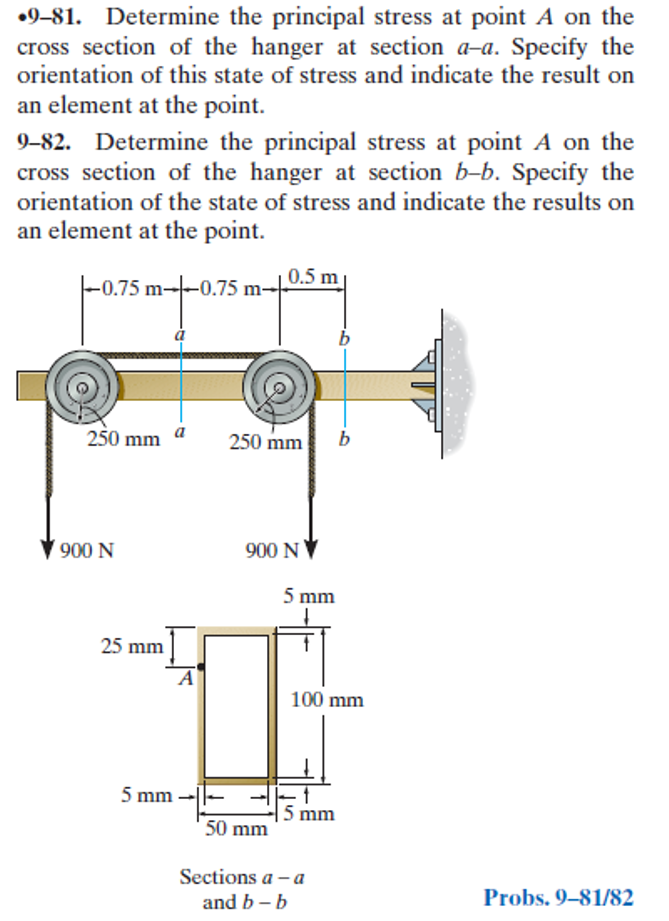 •9–81. Determine the principal stress at point A on the
cross section of the hanger at section a–a. Specify the
orientation of this state of stress and indicate the result on
an element at the point.
9–82. Determine the principal stress at point A on the
cross section of the hanger at section b–b. Specify the
orientation of the state of stress and indicate the results on
an element at the point.
0.75 m
0.75 m
0.5 m
a
b
250 mm
a
250 mm
b
900 N
900 N
5 mm
25 mm
A
100 mm
5 mm
5 mm
50 mm
Sections a – a
and b – b
Probs. 9–81/82